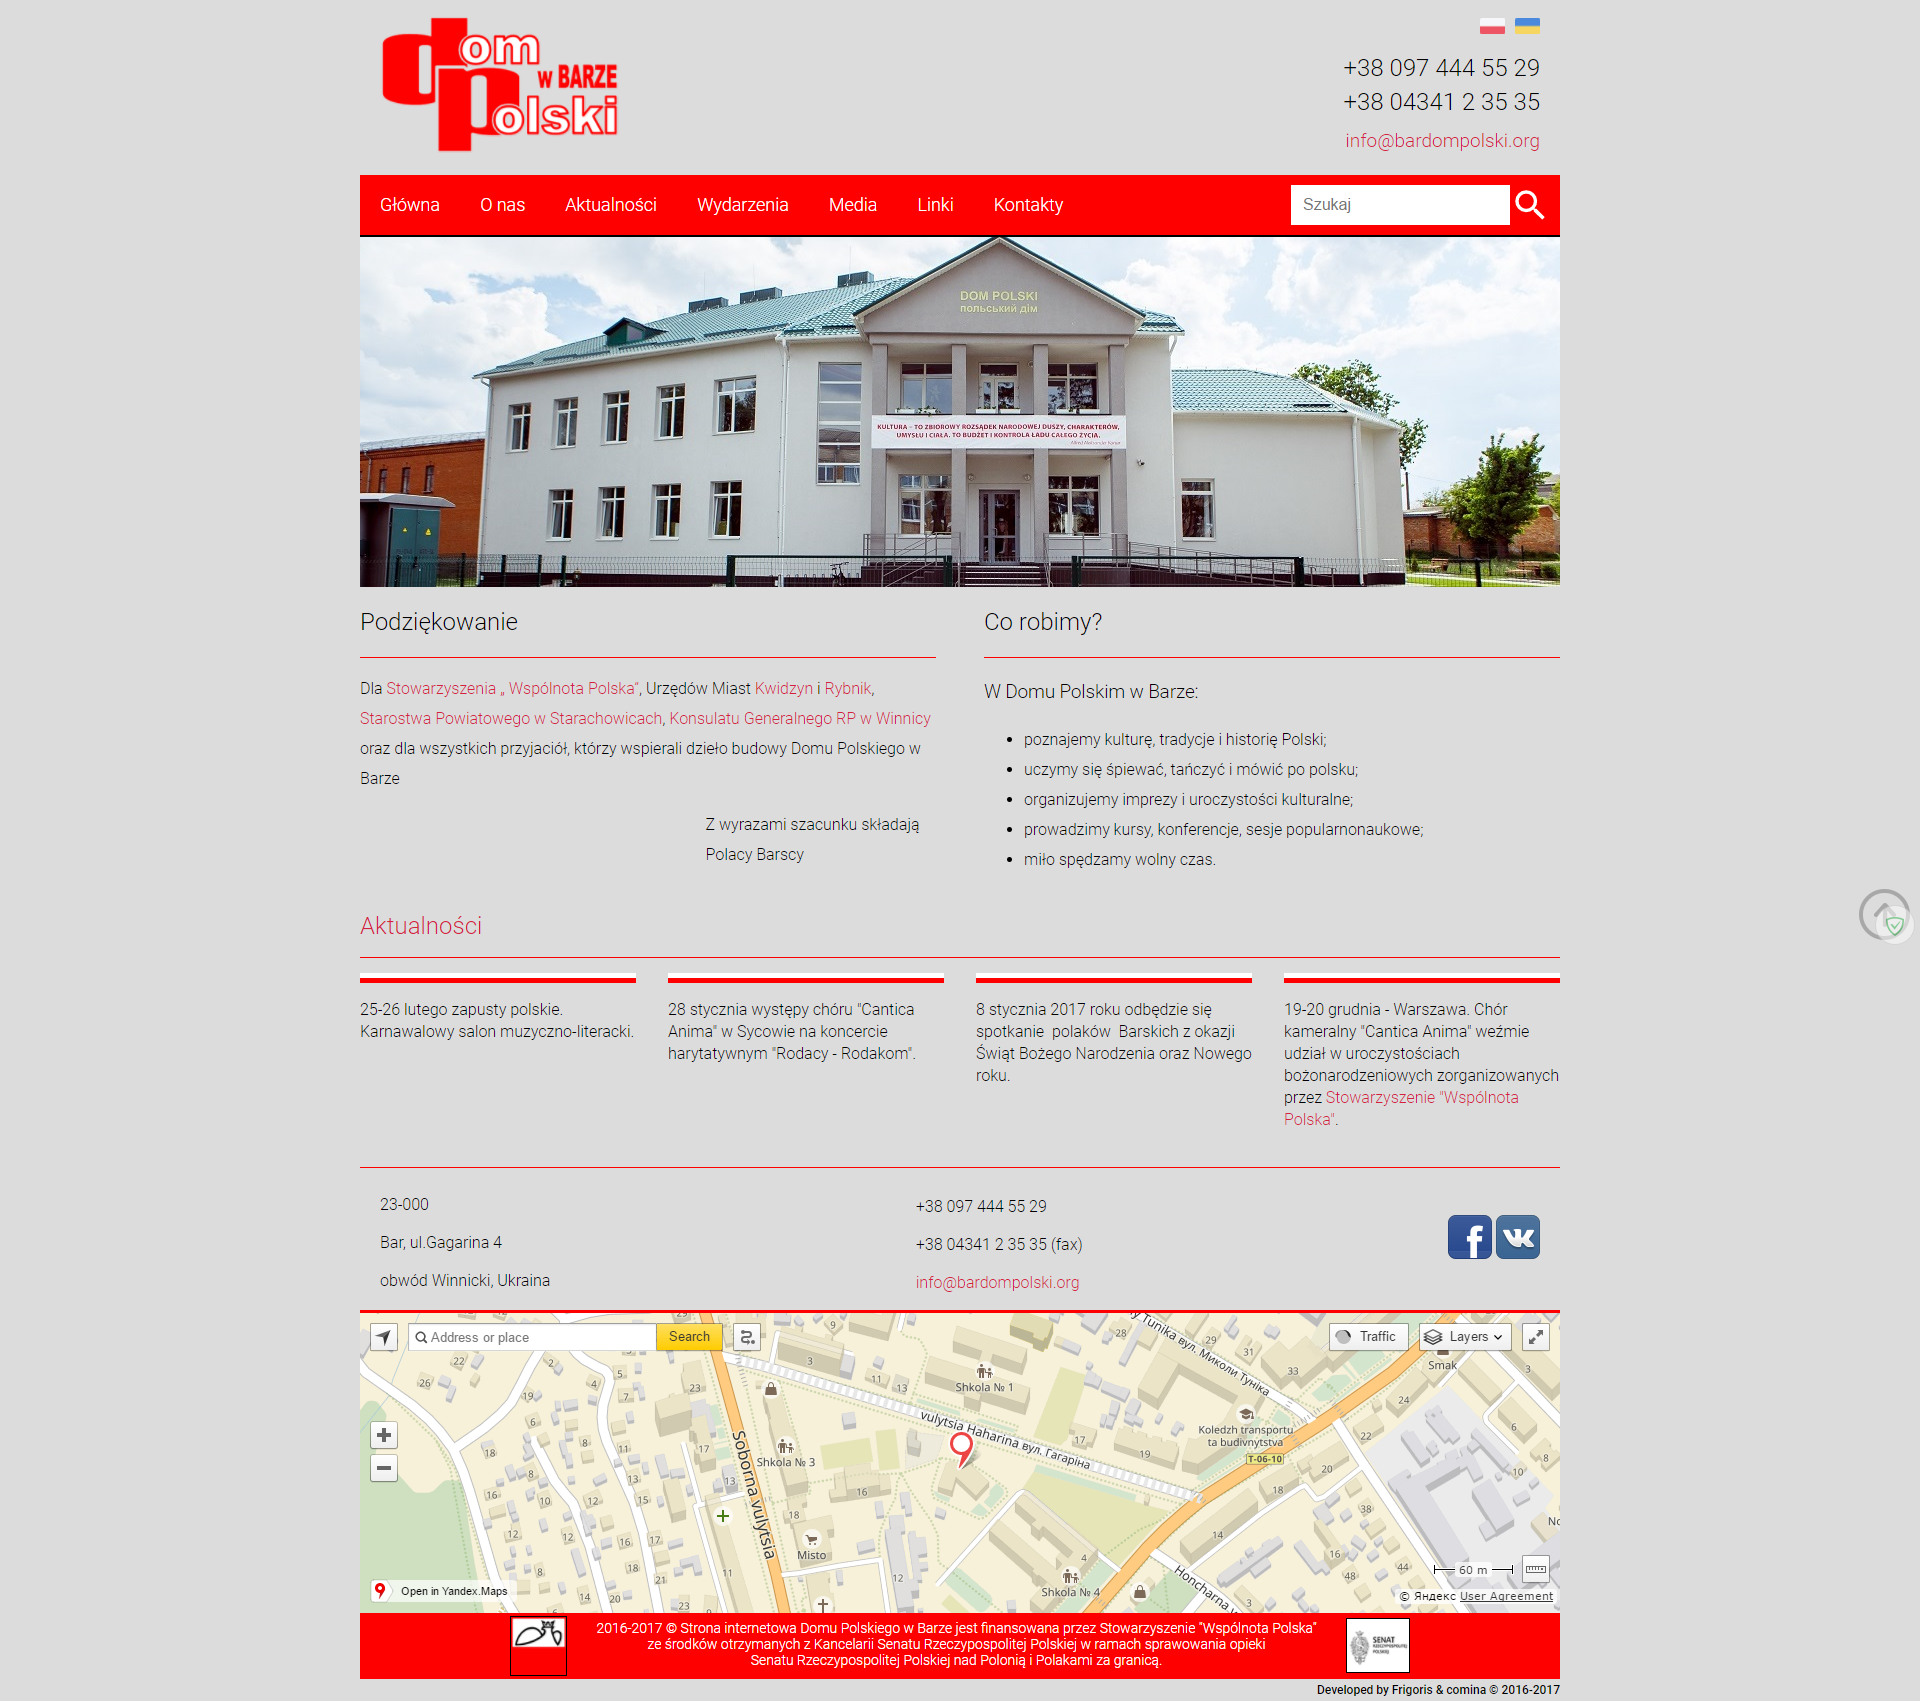 dom
w BARZE
Polski
+38 097 444 55 29
+38 04341 2 35 35
info@bardompolski.org
Główna
O nas
Aktualności
Wydarzenia
Media
Linki
Kontakty
Szukaj
DOM POLSKI
польський дім
KULTURA - TO ZBIOROWY ROZSĄDEK NARODOWEJ DUSZY, CHARAKTERÓW,
UMYSŁU I CIAŁA. TO BUDŻET I KONTROLA ŁADU CAŁEGO ŻYCIA.
Podziękowanie
Dla Stowarzyszenia „ Wspólnota Polska”, Urzędów Miast Kwidzyn i Rybnik,
Starostwa Powiatowego w Starachowicach, Konsulatu Generalnego RP w Winnicy
oraz dla wszystkich przyjaciół, którzy wspierali dzieło budowy Domu Polskiego w
Barze
Z wyrazami szacunku składają
Polacy Barscy
Co robimy?
W Domu Polskim w Barze:
poznajemy kulturę, tradycje i historię Polski;
uczymy się śpiewać, tańczyć i mówić po polsku;
organizujemy imprezy i uroczystości kulturalne;
prowadzimy kursy, konferencje, sesje popularnonaukowe;
miło spędzamy wolny czas.
Aktualności
25-26 lutego zapusty polskie.
Karnawalowy salon muzyczno-literacki.
28 stycznia występy chóru "Cantica
Anima" w Sycowie na koncercie
harytatywnym "Rodacy - Rodakom".
8 stycznia 2017 roku odbędzie się
spotkanie  polaków  Barskich z okazji
Świąt Bożego Narodzenia oraz Nowego
roku.
19-20 grudnia - Warszawa. Chór
kameralny "Cantica Anima" weźmie
udział w uroczystościach
bożonarodzeniowych zorganizowanych
przez Stowarzyszenie "Wspólnota
Polska".
23-000
Bar, ul.Gagarina 4
obwód Winnicki, Ukraina
+38 097 444 55 29
+38 04341 2 35 35 (fax)
info@bardompolski.org
Address or place
Search
Traffic
Layers
y Tunika вул. Миколи Туніка
Smak
Shkola № 1
vulytsia Haharina вул. Гагаріна
Koledzh transportu
ta budivnytstva
T-06-10
Soborna vulytsia
Shkola № 3
Misto
Shkola № 4
Honcharna v
No
60 m
Open in Yandex.Maps
© Яндекс User Agreement
2016-2017 © Strona internetowa Domu Polskiego w Barze jest finansowana przez Stowarzyszenie "Wspólnota Polska"
ze środków otrzymanych z Kancelarii Senatu Rzeczypospolitej Polskiej w ramach sprawowania opieki
Senatu Rzeczypospolitej Polskiej nad Polonią i Polakami za granicą.
SENAT
RZECZYPOSPOLITEJ
POLSKIEJ
Developed by Frigoris & comina © 2016-2017